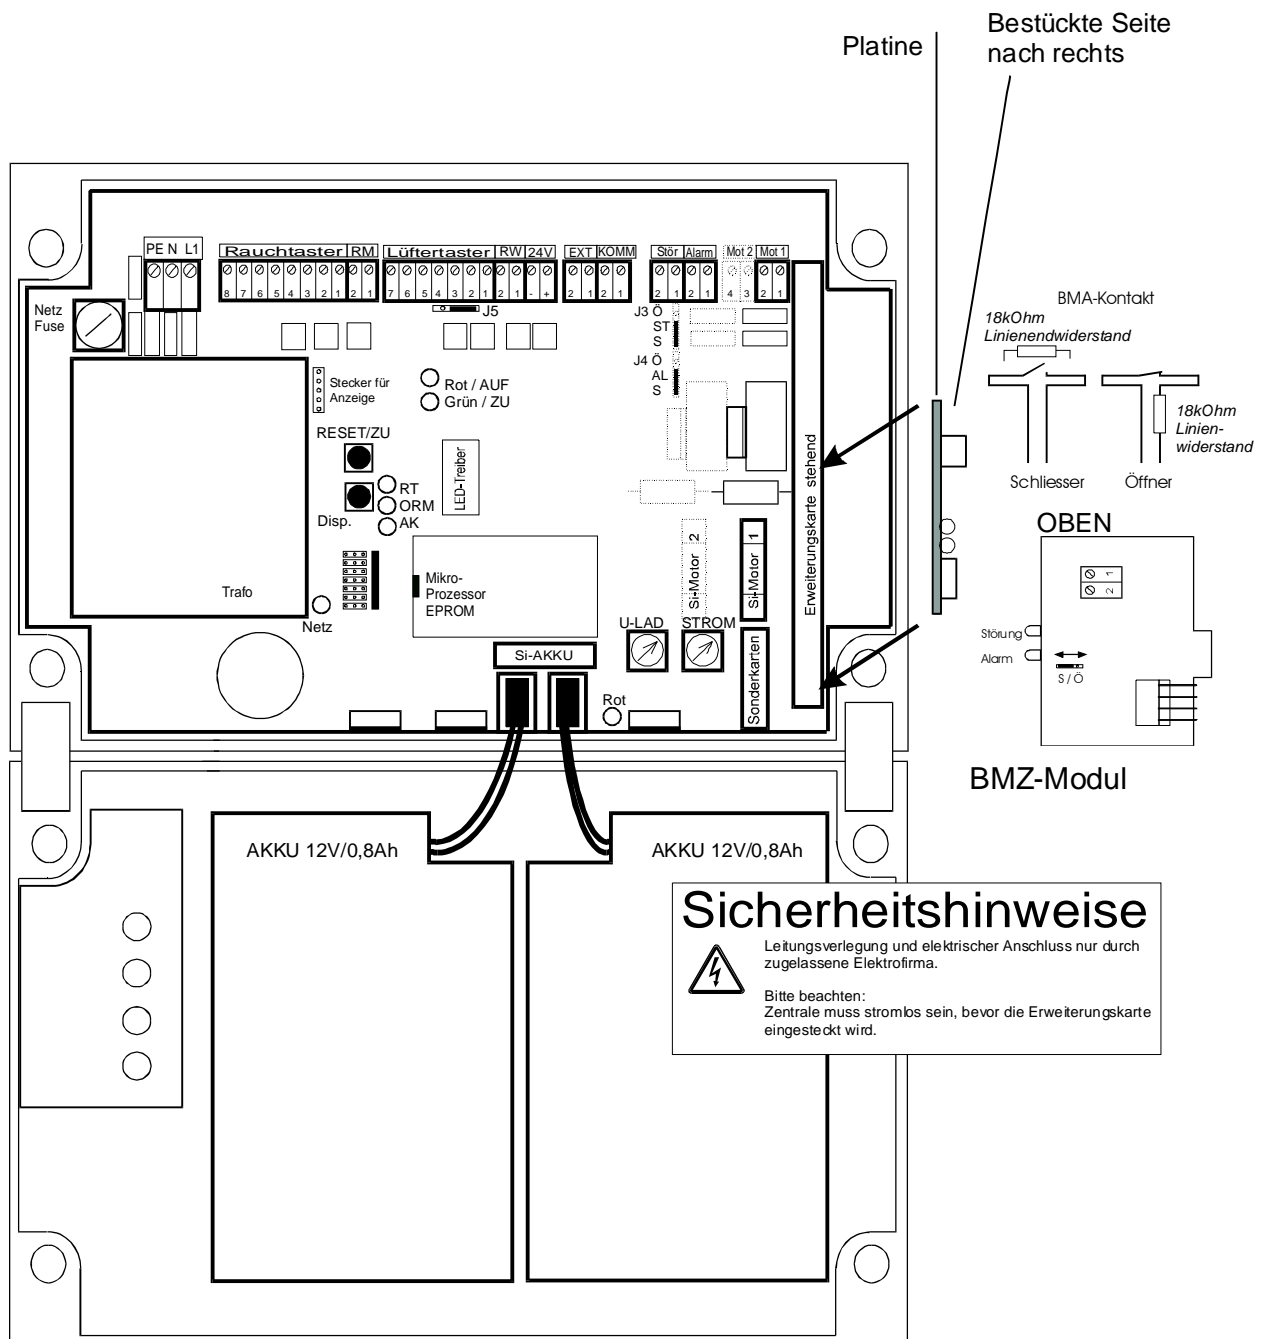 Platine
Bestückte Seite
nach rechts
PE N L1
Rauchtaster RM
Lüftertaster RW 24V
EXT KOMM
Stör Alarm
Mot 2 Mot 1
8 7 6 5 4 3 2 1 2 1
7 6 5 4 3 2 1 2 1 - +
2 1 2 1
2 1 2 1
4 3 2 1
J5
Netz
Fuse
J3 Ö
ST
S
J4 Ö
AL
S
BMA-Kontakt
18kOhm
Linienendwiderstand
18kOhm
Linien-
widerstand
Schliesser
Öffner
Stecker für
Anzeige
Rot / AUF
Grün / ZU
RESET/ZU
Disp.
RT
ORM
AK
LED-Treiber
Erweiterungskarte stehend
Si-Motor 2
Si-Motor 1
Mikro-
Prozessor
EPROM
Trafo
Netz
U-LAD
STROM
Si-AKKU
Sonderkarten
Rot
OBEN
1
2
Störung
Alarm
S / Ö
BMZ-Modul
AKKU 12V/0,8Ah
AKKU 12V/0,8Ah
Sicherheitshinweise
Leitungsverlegung und elektrischer Anschluss nur durch
zugelassene Elektrofirma.
Bitte beachten:
Zentrale muss stromlos sein, bevor die Erweiterungskarte
eingesteckt wird.